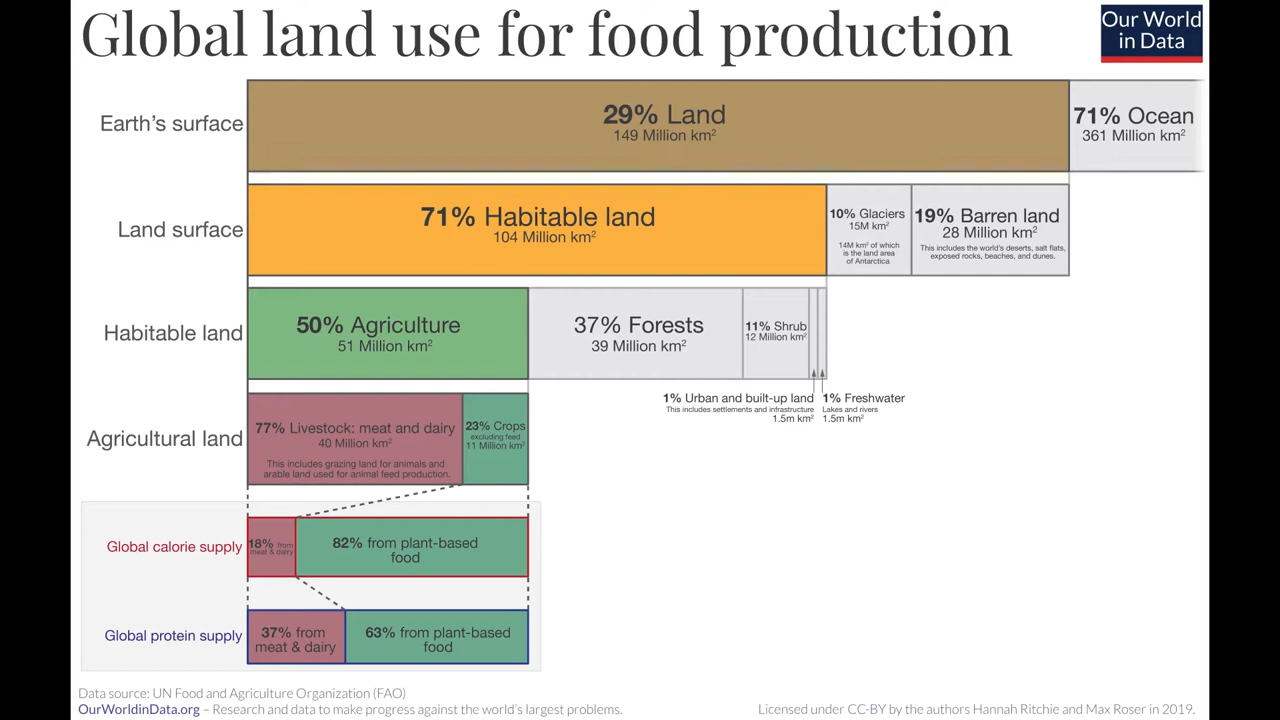 Global land use for food production
Our World
in Data
Earth's surface
29% Land
149 Million km²
71% Ocean
361 Million km²
Land surface
71% Habitable land
104 Million km²
10% Glaciers
15M km²
14M km² of which
is the land area
of Antarctica
19% Barren land
28 Million km²
This includes the world's deserts, salt flats,
exposed rocks, beaches, and dunes.
Habitable land
50% Agriculture
51 Million km²
37% Forests
39 Million km²
11% Shrub
12 Million km²
1% Urban and built-up land
This includes settlements and infrastructure
1.5m km²
1% Freshwater
Lakes and rivers
1.5m km²
Agricultural land
77% Livestock: meat and dairy
40 Million km²
This includes grazing land for animals and
arable land used for animal feed production.
23% Crops
excluding feed
11 Million km²
Global calorie supply
18% from
meat & dairy
82% from plant-based
food
Global protein supply
37% from
meat & dairy
63% from plant-based
food
Data source: UN Food and Agriculture Organization (FAO)
OurWorldinData.org – Research and data to make progress against the world's largest problems.
Licensed under CC-BY by the authors Hannah Ritchie and Max Roser in 2019.